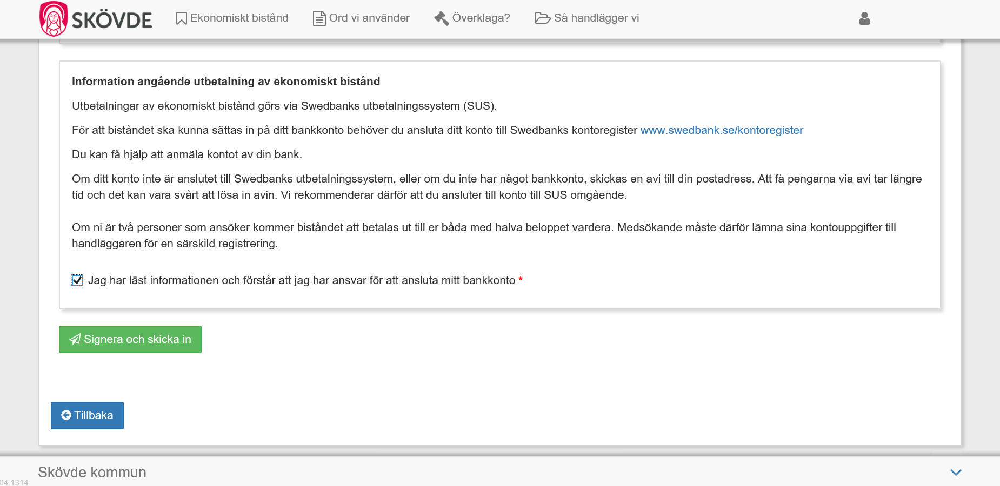 SKÖVDE
Ekonomiskt bistånd
Ord vi använder
Överklaga?
Så handlägger vi
Information angående utbetalning av ekonomiskt bistånd
Utbetalningar av ekonomiskt bistånd görs via Swedbanks utbetalningssystem (SUS).
För att biståndet ska kunna sättas in på ditt bankkonto behöver du ansluta ditt konto till Swedbanks kontoregister www.swedbank.se/kontoregister
Du kan få hjälp att anmäla kontot av din bank.
Om ditt konto inte är anslutet till Swedbanks utbetalningssystem, eller om du inte har något bankkonto, skickas en avi till din postadress. Att få pengarna via avi tar längre
tid och det kan vara svårt att lösa in avin. Vi rekommenderar därför att du ansluter till konto till SUS omgående.
Om ni är två personer som ansöker kommer biståndet att betalas ut till er båda med halva beloppet vardera. Medsökande måste därför lämna sina kontouppgifter till
handläggaren för en särskild registrering.
Jag har läst informationen och förstår att jag har ansvar för att ansluta mitt bankkonto *
Signera och skicka in
Tillbaka
Skövde kommun
04.1314